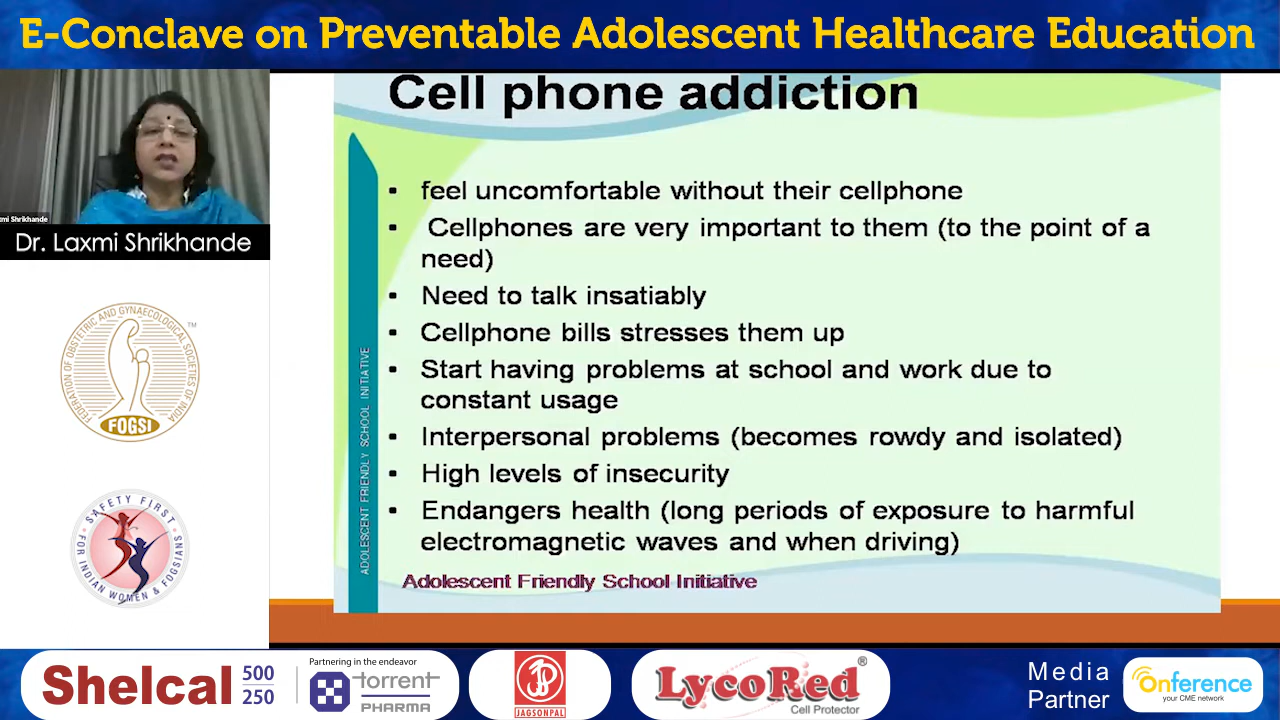 E-Conclave on Preventable Adolescent Healthcare Education
Cell phone addiction
▪ feel uncomfortable without their cellphone
▪ Cellphones are very important to them (to the point of a
need)
▪ Need to talk insatiably
▪ Cellphone bills stresses them up
▪ Start having problems at school and work due to
constant usage
▪ Interpersonal problems (becomes rowdy and isolated)
▪ High levels of insecurity
▪ Endangers health (long periods of exposure to harmful
electromagnetic waves and when driving)
Adolescent Friendly School Initiative
ADOLESCENT FRIENDLY SCHOOL INITIATIVE
Shrikhande
Dr. Laxmi Shrikhande
FEDERATION OF OBSTETRIC AND GYNAECOLOGICAL SOCIETIES OF INDIA
TM
FOGSI
SAFETY FIRST
FOR INDIAN WOMEN & FOGSIANS
Shelcal 500
250
Partnering in the endeavor
torrent
PHARMA
JAGSONPAL
LycoRed®
Cell Protector
Media
Partner
Onference
your CME network